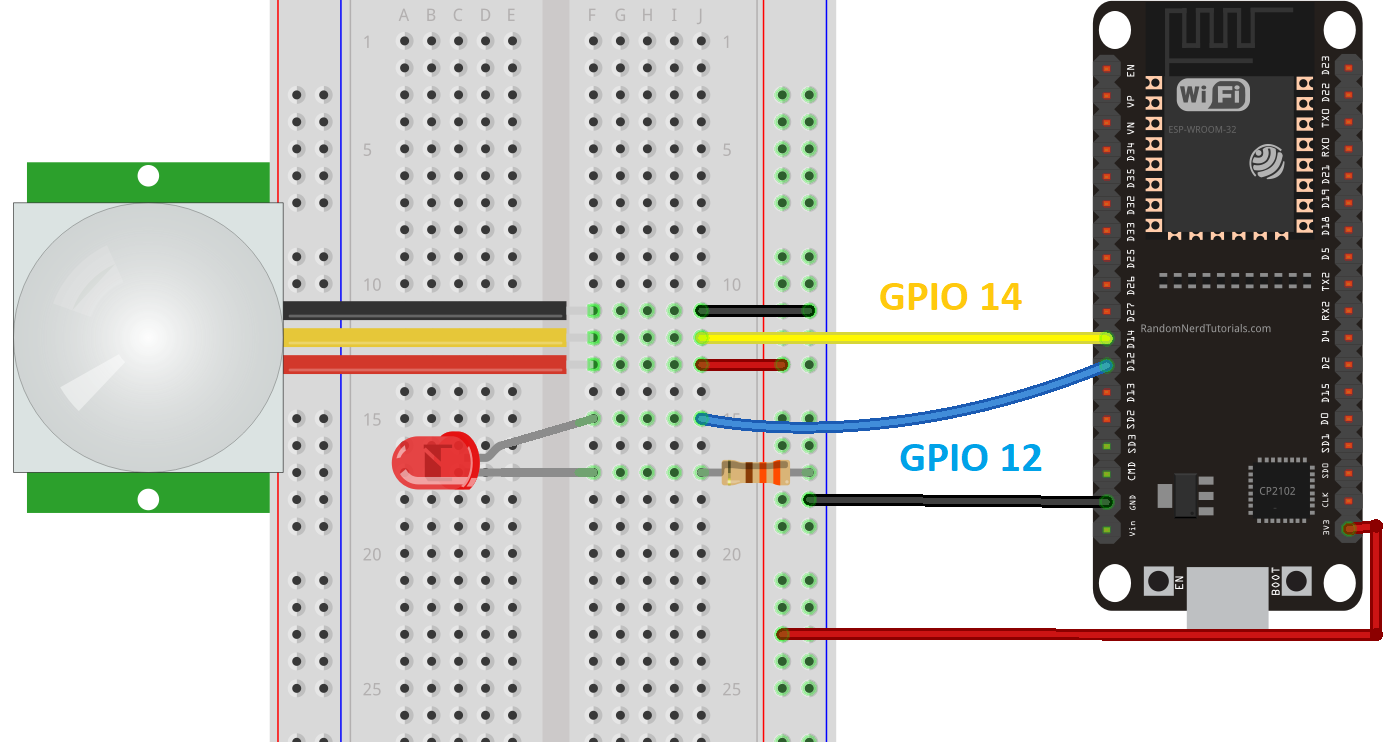 A B C D E F G H I J
1 1
5 5
10 10
15 15
20 20
25 25
GPIO 14
GPIO 12
WiFi
ESP-WROOM-32
RandomNerdTutorials.com
CP2102
EN
VP
VN
D34
D35
D32
D33
D25
D26
D27
D14
D12
D13
SD2
SD3
CMD
GND
Vin
D23
D22
TX0
RX0
D21
D19
D18
D5
TX2
RX2
D4
D2
D15
D0
SD1
SD0
CLK
3V3
EN
BOOT